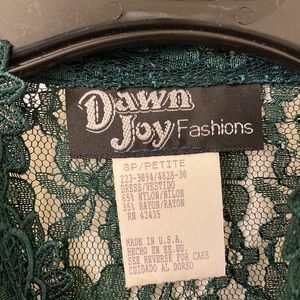 Dawn
Joy Fashions
8P/PETITE
223-3094/4828-30
DRESS/VESTIDO
65% NYLON/NILON
35% RAYON/RAYON
RN 42435
MADE IN U.S.A.
HECHO EN EE.UU
SEE REVERSE FOR CARE
CUIDADO AL DORSO